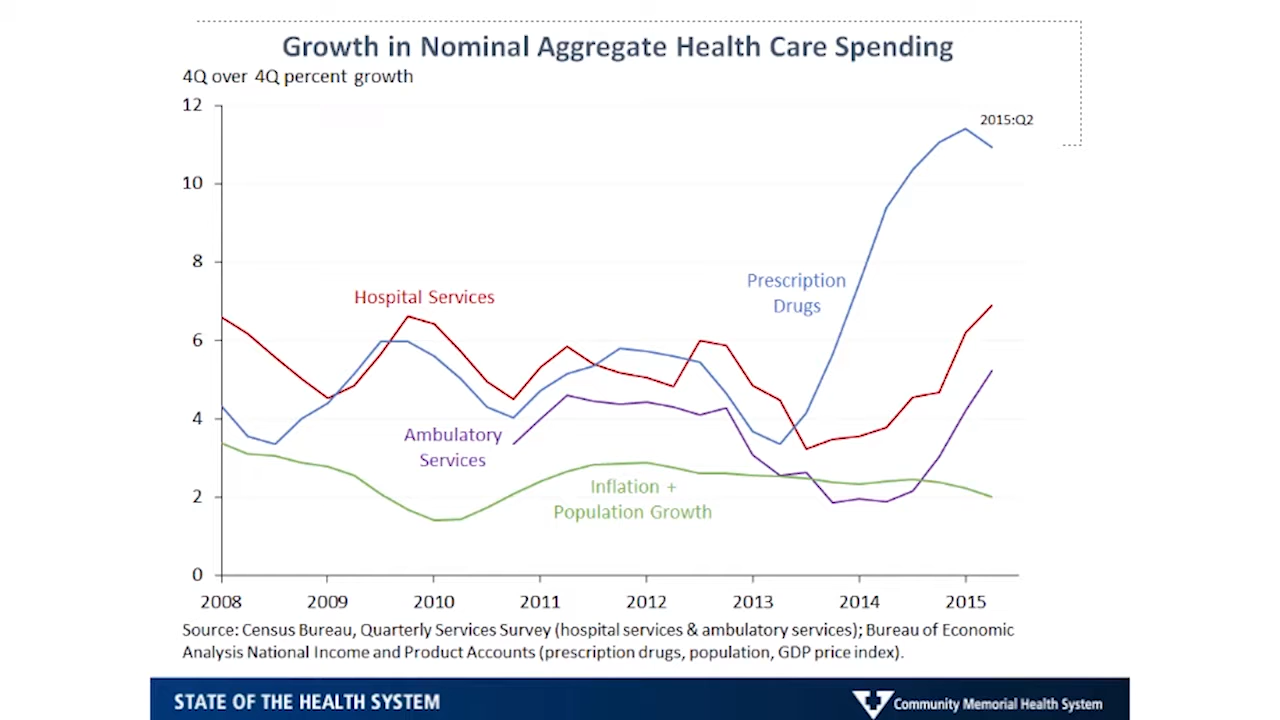 Growth in Nominal Aggregate Health Care Spending
4Q over 4Q percent growth
12
2015:Q2
10
8
Prescription
Drugs
Hospital Services
6
4
Ambulatory
Services
Inflation +
Population Growth
2
0
2008 2009 2010 2011 2012 2013 2014 2015
Source: Census Bureau, Quarterly Services Survey (hospital services & ambulatory services); Bureau of Economic
Analysis National Income and Product Accounts (prescription drugs, population, GDP price index).
STATE OF THE HEALTH SYSTEM
Community Memorial Health System